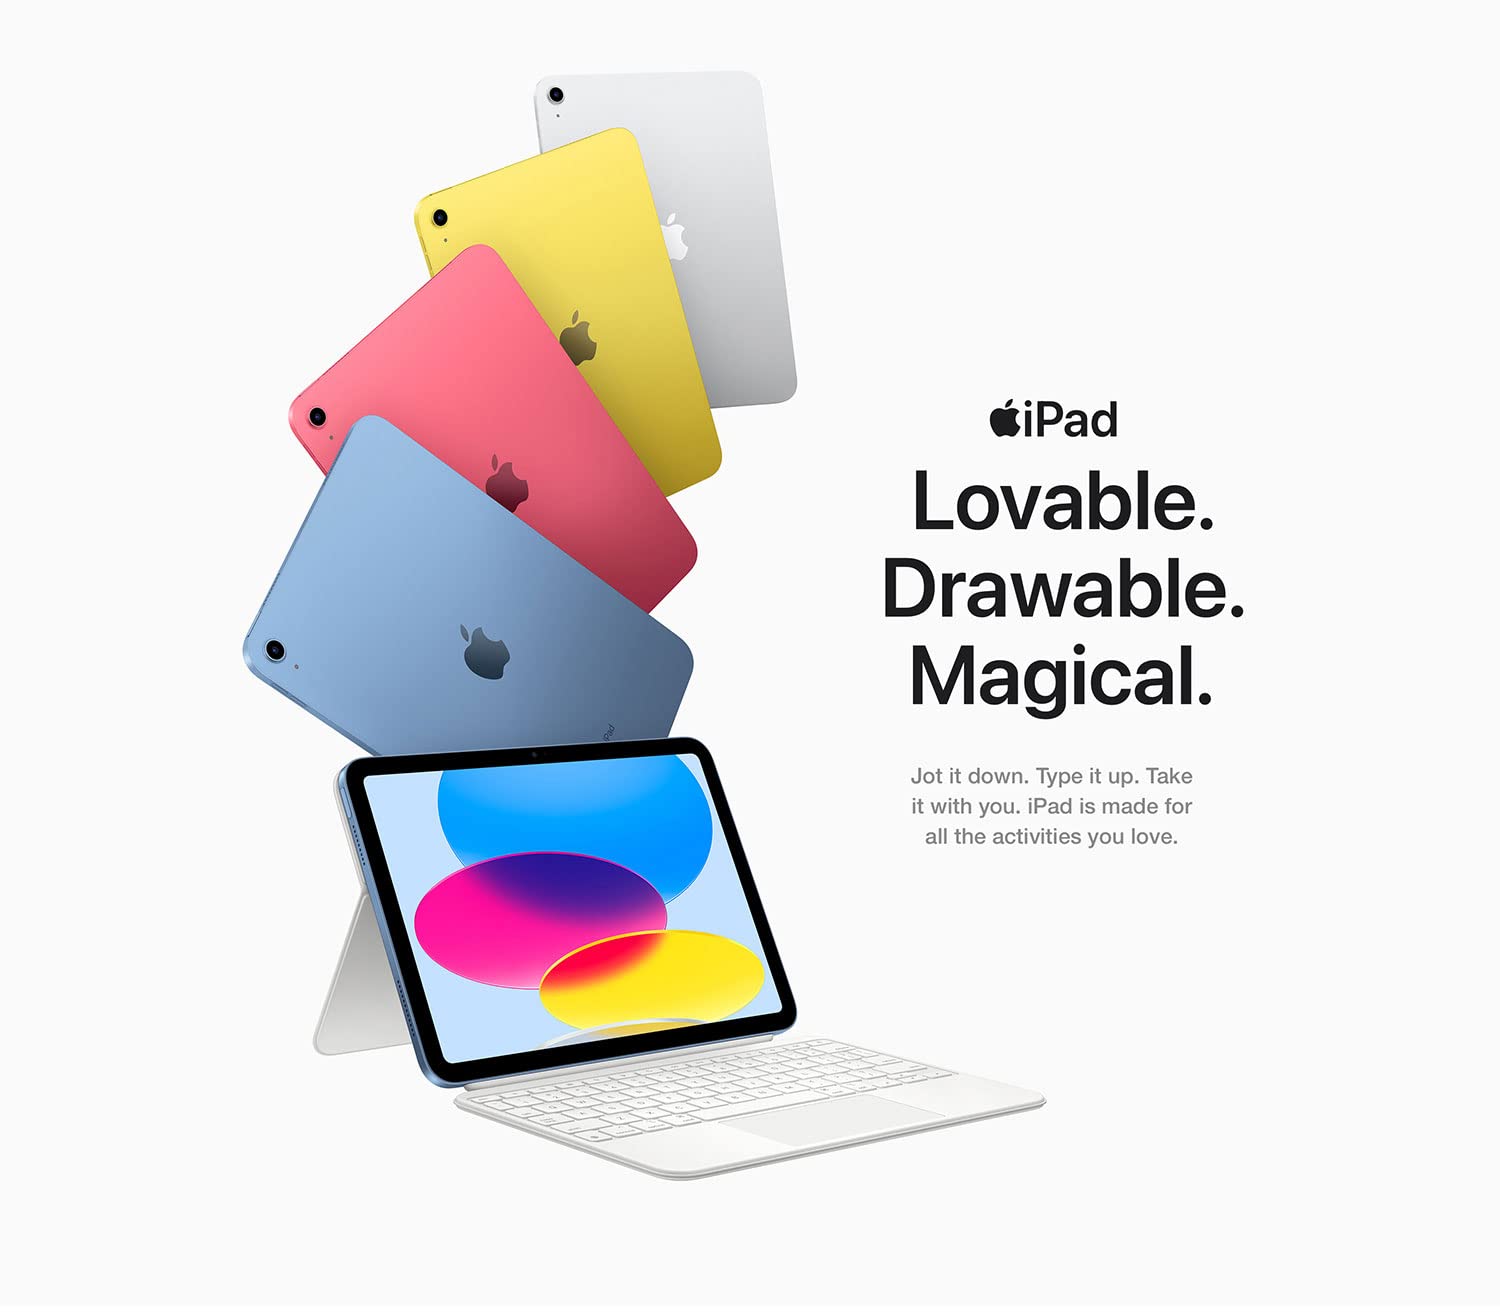 iPad
Lovable.
Drawable.
Magical.
Jot it down. Type it up. Take
it with you. iPad is made for
all the activities you love.
iPad